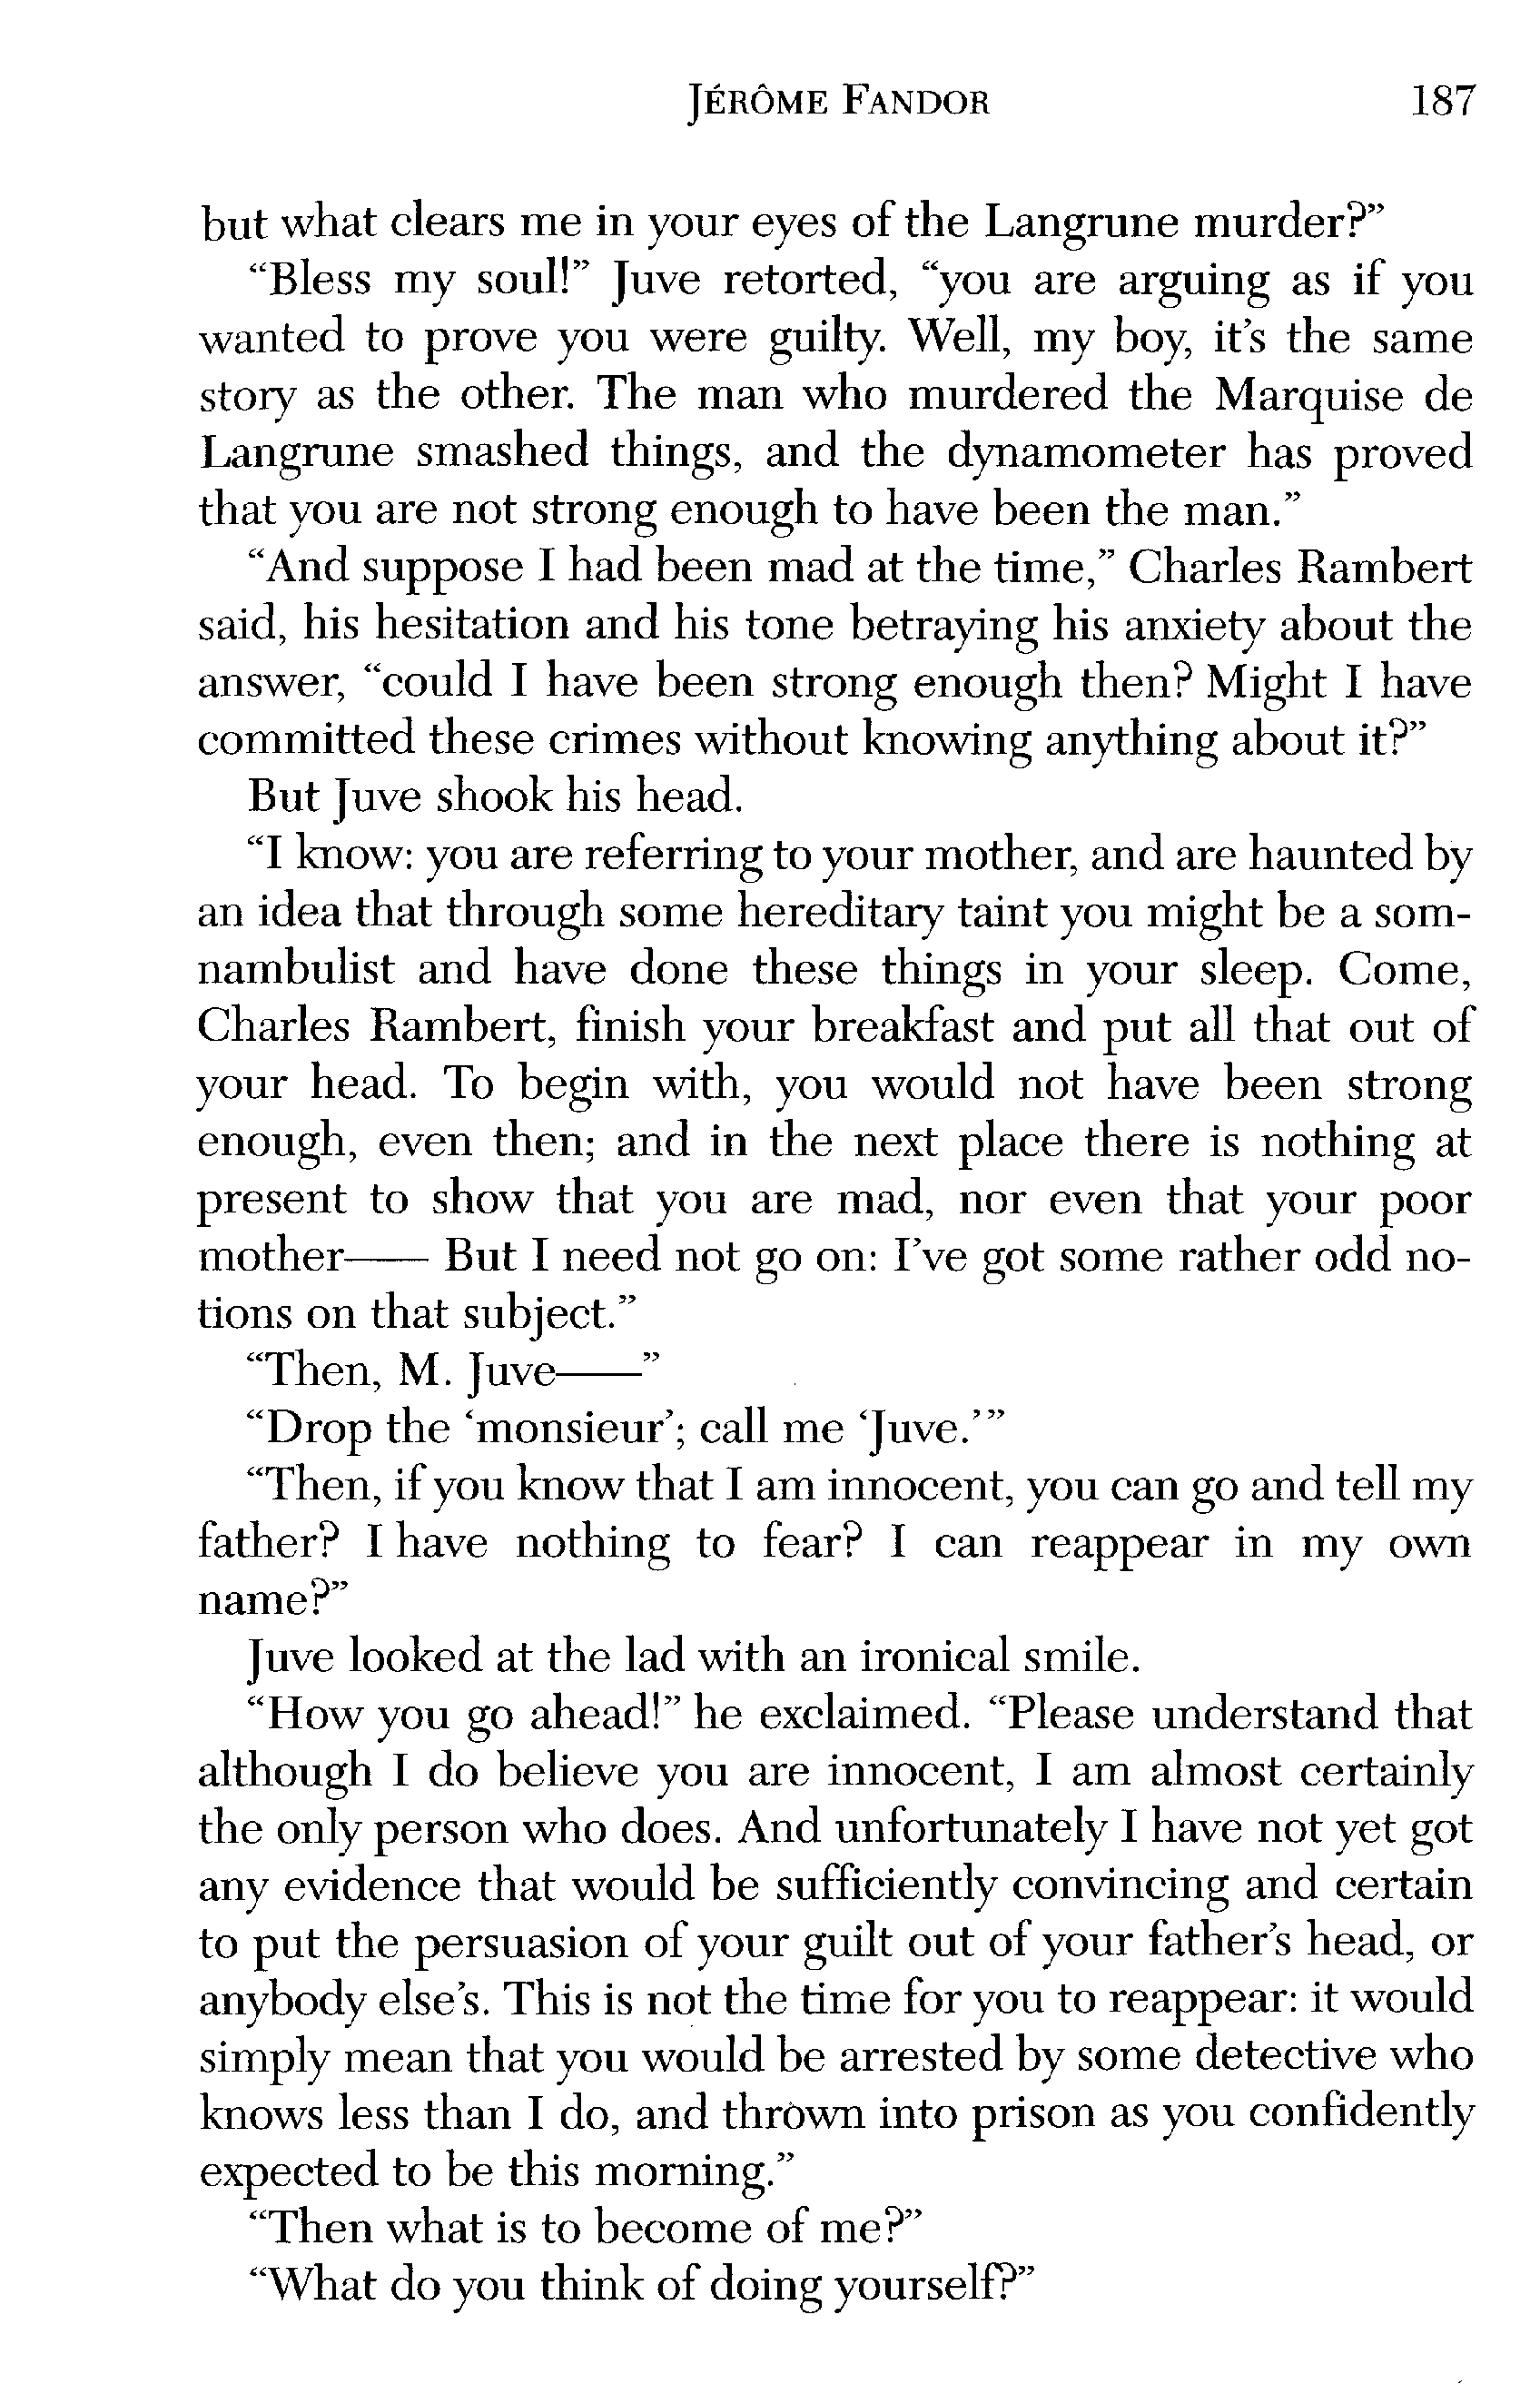 JÉRÔME FANDOR 187
but what clears me in your eyes of the Langrune murder?”
“Bless my soul!” Juve retorted, “you are arguing as if you
wanted to prove you were guilty. Well, my boy, it’s the same
story as the other. The man who murdered the Marquise de
Langrune smashed things, and the dynamometer has proved
that you are not strong enough to have been the man.”
“And suppose I had been mad at the time,” Charles Rambert
said, his hesitation and his tone betraying his anxiety about the
answer, “could I have been strong enough then? Might I have
committed these crimes without knowing anything about it?”
But Juve shook his head.
“I know: you are referring to your mother, and are haunted by
an idea that through some hereditary taint you might be a som-
nambulist and have done these things in your sleep. Come,
Charles Rambert, finish your breakfast and put all that out of
your head. To begin with, you would not have been strong
enough, even then; and in the next place there is nothing at
present to show that you are mad, nor even that your poor
mother—— But I need not go on: I’ve got some rather odd no-
tions on that subject.”
“Then, M. Juve——”
“Drop the ‘monsieur’; call me ‘Juve.’”
“Then, if you know that I am innocent, you can go and tell my
father? I have nothing to fear? I can reappear in my own
name?”
Juve looked at the lad with an ironical smile.
“How you go ahead!” he exclaimed. “Please understand that
although I do believe you are innocent, I am almost certainly
the only person who does. And unfortunately I have not yet got
any evidence that would be sufficiently convincing and certain
to put the persuasion of your guilt out of your father’s head, or
anybody else’s. This is not the time for you to reappear: it would
simply mean that you would be arrested by some detective who
knows less than I do, and thrown into prison as you confidently
expected to be this morning.”
“Then what is to become of me?”
“What do you think of doing yourself?”